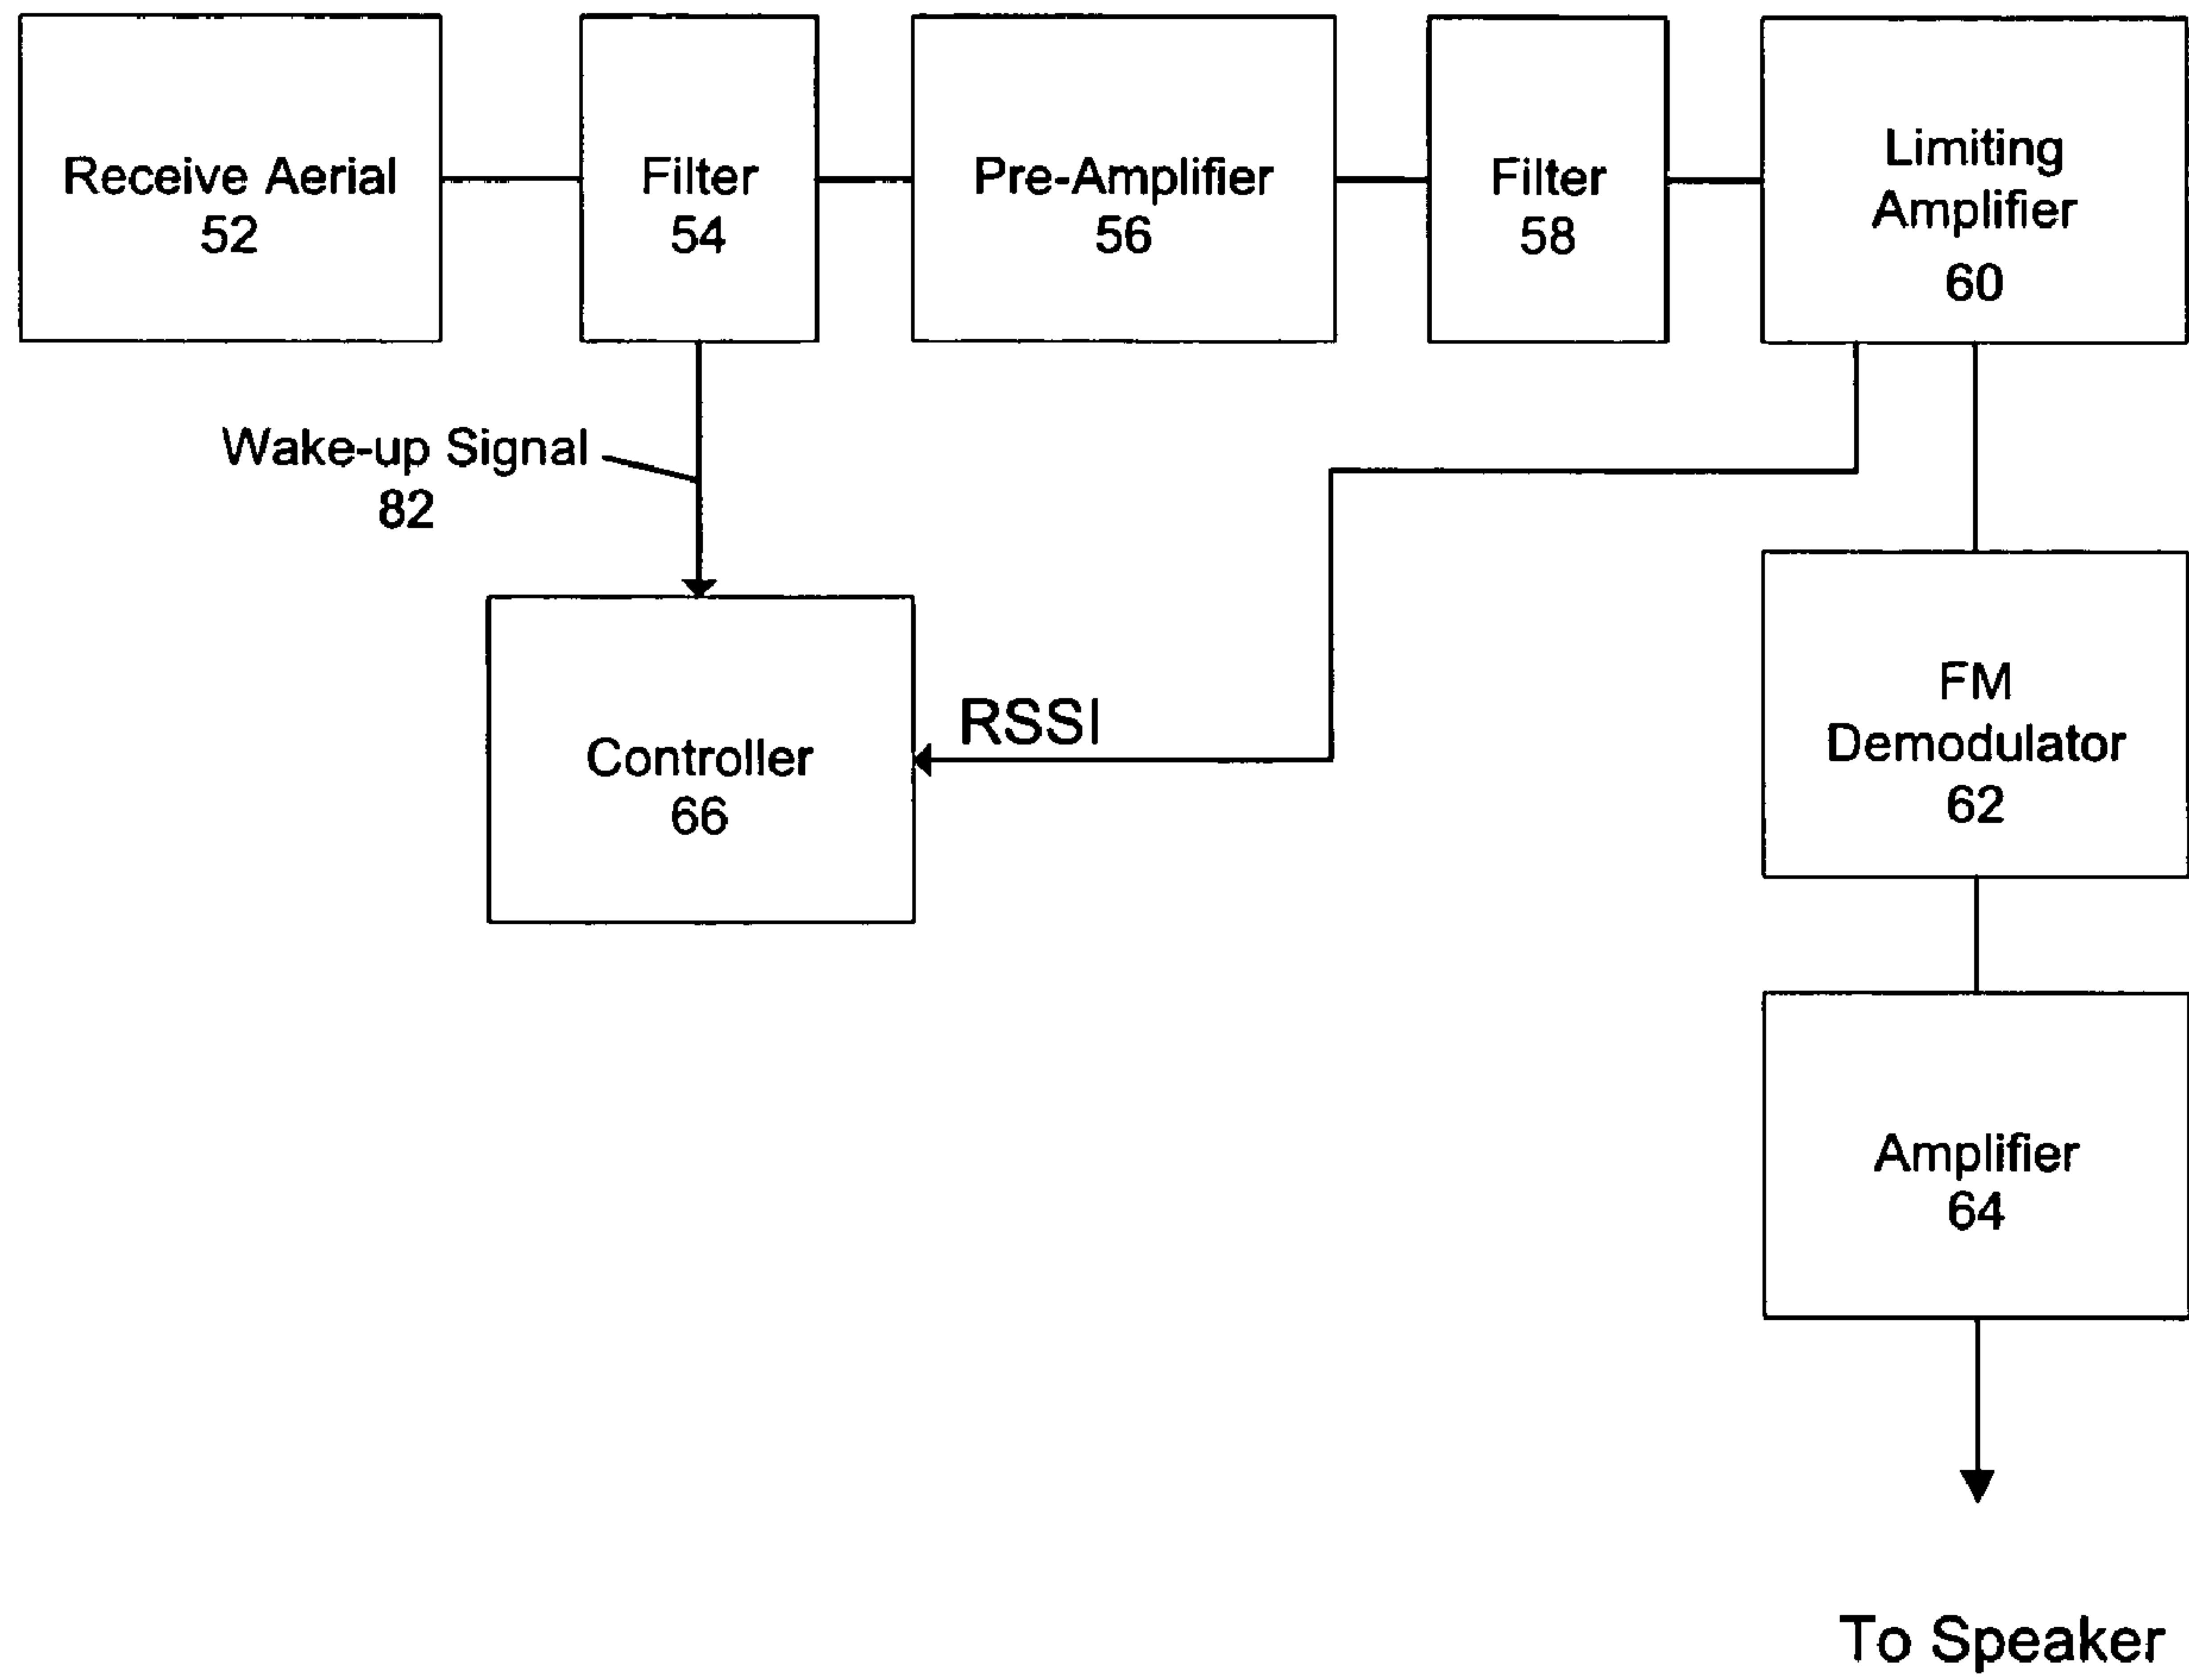 Receive Aerial
52
Filter
54
Pre-Amplifier
56
Filter
58
Limiting
Amplifier
60
Wake-up Signal
82
Controller
66
RSSI
FM
Demodulator
62
Amplifier
64
To Speaker